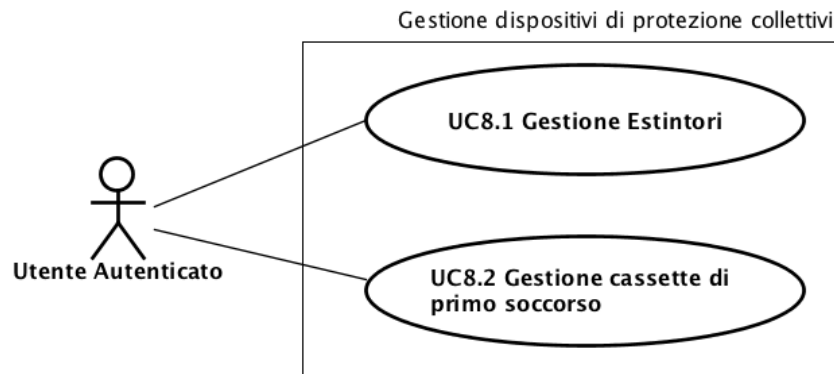 Gestione dispositivi di protezione collettivi
UC8.1 Gestione Estintori
Utente Autenticato
UC8.2 Gestione cassette di
primo soccorso